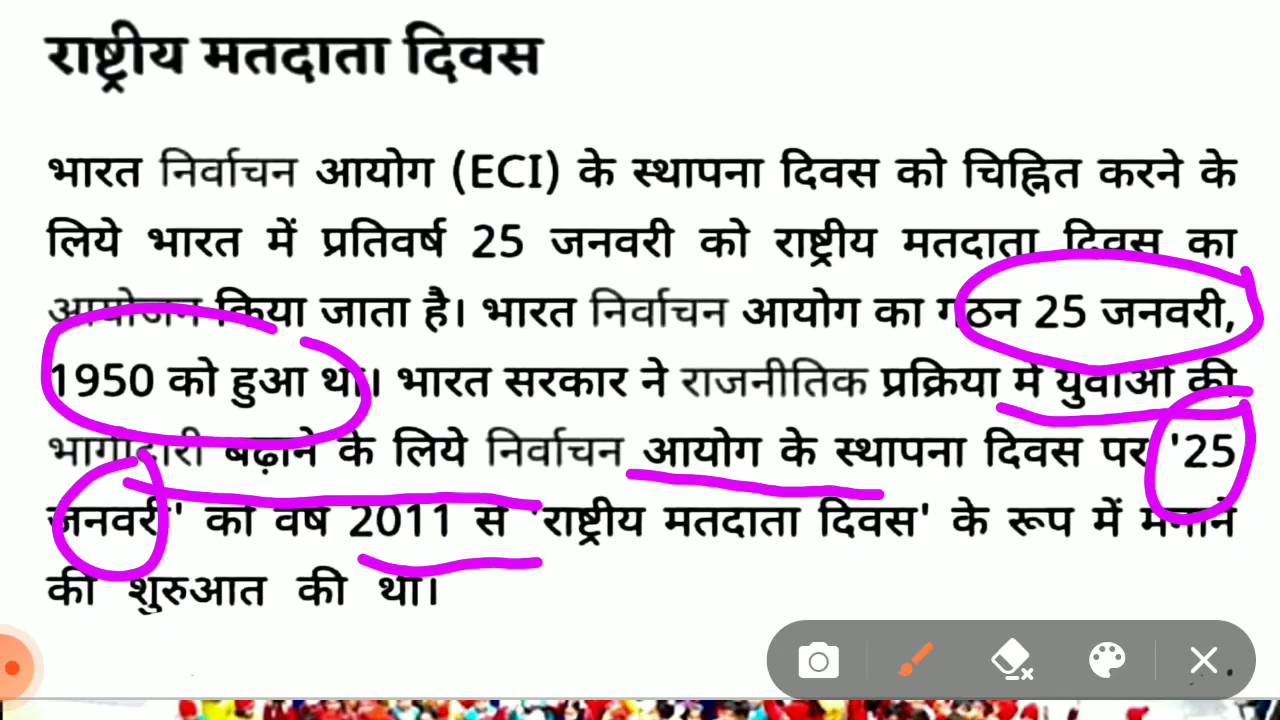 राष्ट्रीय मतदाता दिवस
भारत निर्वाचन आयोग (ECI) के स्थापना दिवस को चिह्नित करने के
लिये भारत में प्रतिवर्ष 25 जनवरी को राष्ट्रीय मतदाता दिवस का
आयोजन किया जाता है। भारत निर्वाचन आयोग का गठन 25 जनवरी,
1950 को हुआ था। भारत सरकार ने राजनीतिक प्रक्रिया में युवाओं की
भागीदारी बढ़ाने के लिये निर्वाचन आयोग के स्थापना दिवस पर '25
जनवरी' को वर्ष 2011 से 'राष्ट्रीय मतदाता दिवस' के रूप में मनाने
की शुरुआत की थी।